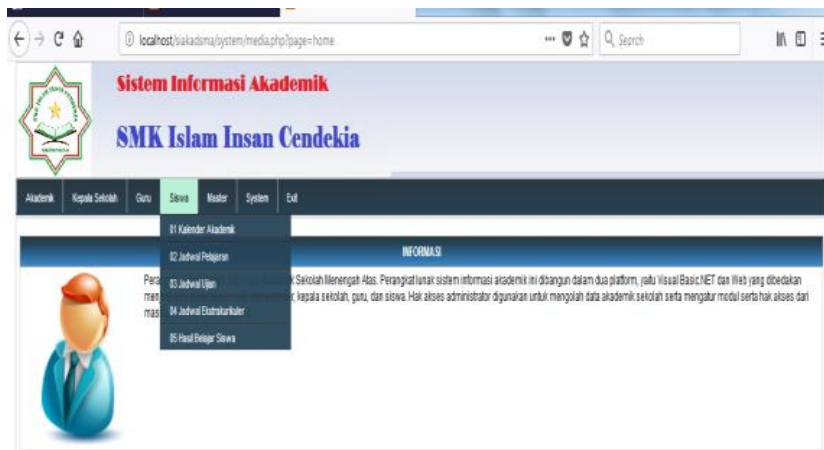 localhost/siakadsma/system/media.php?page=home
Search
Sistem Informasi Akademik
SMK Islam Insan Cendekia
Akademik Kepala Sekolah Guru Siswa Master System Exit
01 Kalender Akademik
INFORMASI
02 Jadwal Pelajaran
Pera
Sekolah Menengah Atas. Perangkat lunak sistem informasi akademik ini dibangun dalam dua platform, yaitu Visual Basic.NET dan Web yang dibedakan
03 Jadwal Ujian
men
kepala sekolah, guru, dan siswa. Hak akses administrator digunakan untuk mengolah data akademik sekolah serta mengatur modul serta hak akses dari
mas
04 Jadwal Ekstrakurikuler
05 Hasil Belajar Siswa